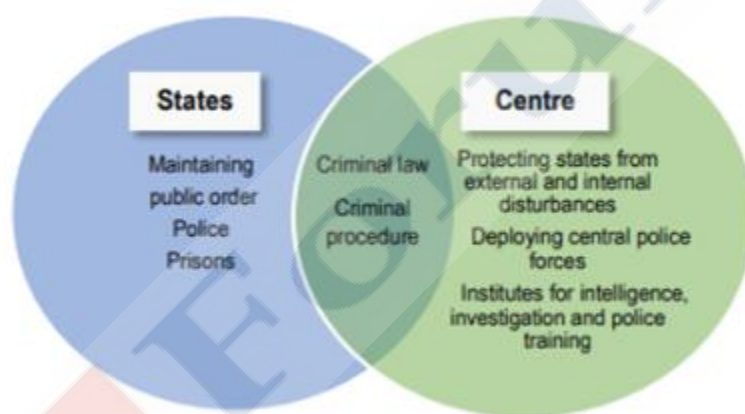 States
Maintaining
public order
Police
Prisons
Criminal law
Criminal
procedure
Centre
Protecting states from
external and internal
disturbances
Deploying central police
forces
Institutes for intelligence,
investigation and police
training